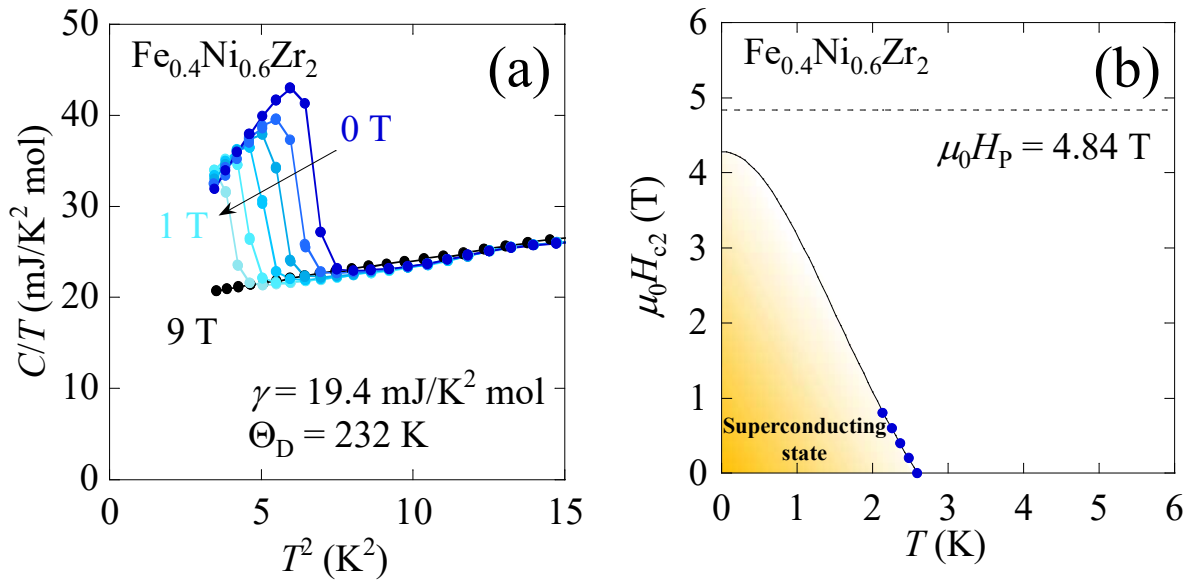 Fe0.4Ni0.6Zr2
(a)
0 T
1 T
9 T
γ = 19.4 mJ/K2 mol
ΘD = 232 K
C/T (mJ/K2 mol)
50
40
30
20
10
0
0
5
10
15
T2 (K2)
Fe0.4Ni0.6Zr2
(b)
μ0HP = 4.84 T
Superconducting
state
μ0Hc2 (T)
6
5
4
3
2
1
0
0
1
2
3
4
5
6
T (K)